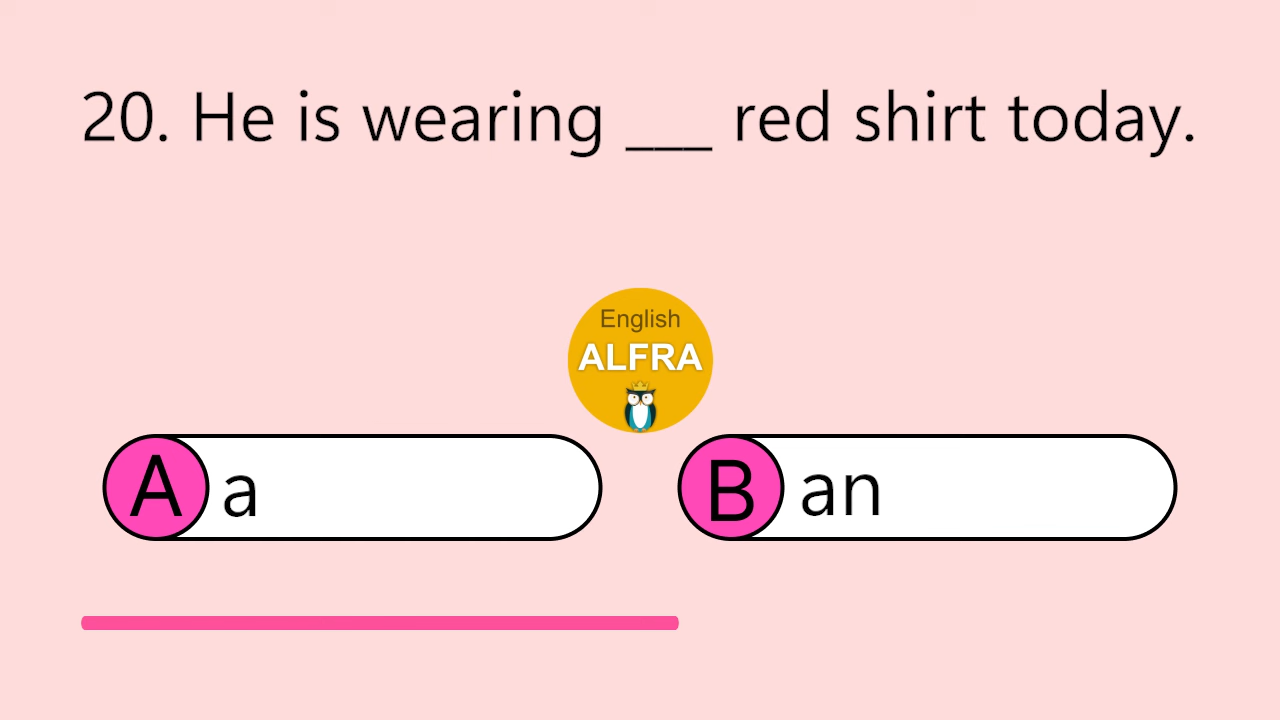 20. He is wearing ___ red shirt today.
English
ALFRA
A a
B an